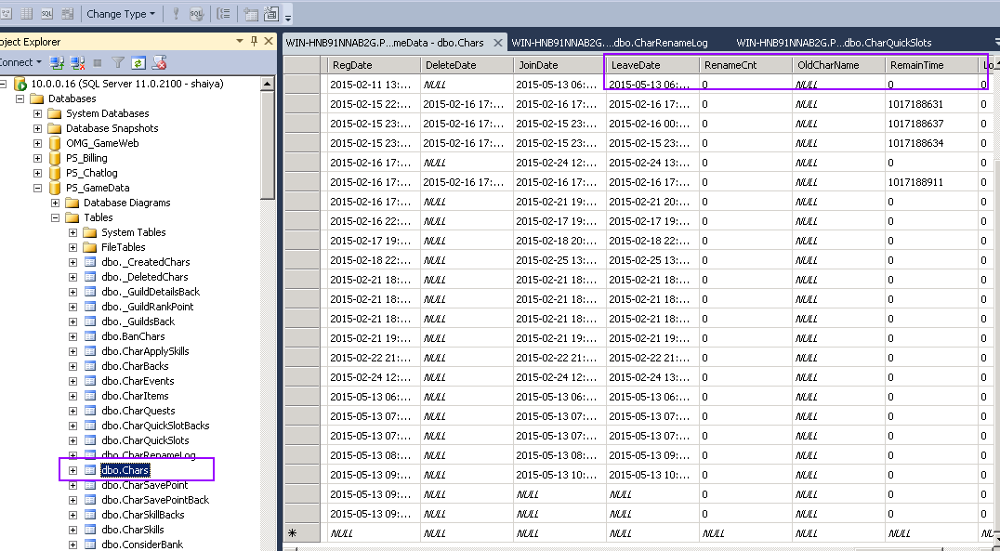 SQL Change Type SQL
oject Explorer
onnect
10.0.0.16 (SQL Server 11.0.2100 - shaiya)
Databases
System Databases
Database Snapshots
OMG_GameWeb
PS_Billing
PS_Chatlog
PS_GameData
Database Diagrams
Tables
System Tables
FileTables
dbo._CreatedChars
dbo._DeletedChars
dbo._GuildDetailsBack
dbo._GuildRankPoint
dbo._GuildsBack
dbo.BanChars
dbo.CharApplySkills
dbo.CharBacks
dbo.CharEvents
dbo.CharItems
dbo.CharQuests
dbo.CharQuickSlotBacks
dbo.CharQuickSlots
dbo.CharRenameLog
dbo.Chars
dbo.CharSavePoint
dbo.CharSavePointBack
dbo.CharSkillBacks
dbo.CharSkills
dbo.ConsiderBank
WIN-HNB91NNAB2G.P...meData - dbo.Chars WIN-HNB91NNAB2G....dbo.CharRenameLog WIN-HNB91NNAB2G.P...dbo.CharQuickSlots
RegDate DeleteDate JoinDate LeaveDate RenameCnt OldCharName RemainTime Lo
2015-02-11 13:... NULL 2015-05-13 06:... 2015-05-13 06:... 0 NULL 0 0
2015-02-15 22:... 2015-02-16 17:... 2015-02-16 17:... 2015-02-16 17:... 0 NULL 1017188631 0
2015-02-15 23:... 2015-02-16 17:... 2015-02-16 17:... 2015-02-16 00:... 0 NULL 1017188637 0
2015-02-15 23:... 2015-02-16 17:... 2015-02-15 23:... 2015-02-15 23:... 0 NULL 1017188634 0
2015-02-16 17:... NULL 2015-02-24 12:... 2015-02-24 13:... 0 NULL 0 0
2015-02-16 17:... 2015-02-16 17:... 2015-02-16 17:... 2015-02-16 17:... 0 NULL 1017188911 0
2015-02-16 17:... NULL 2015-02-21 19:... 2015-02-21 20:... 0 NULL 0 0
2015-02-16 22:... NULL 2015-02-17 19:... 2015-02-17 19:... 0 NULL 0 0
2015-02-17 19:... NULL 2015-02-18 20:... 2015-02-18 20:... 0 NULL 0 0
2015-02-18 22:... NULL 2015-02-25 13:... 2015-02-25 13:... 0 NULL 0 0
2015-02-21 18:... NULL 2015-02-21 18:... 2015-02-21 18:... 0 NULL 0 0
2015-02-21 18:... NULL 2015-02-21 18:... 2015-02-21 18:... 0 NULL 0 0
2015-02-21 18:... NULL 2015-02-21 18:... 2015-02-21 18:... 0 NULL 0 0
2015-02-21 19:... NULL 2015-02-21 19:... 2015-02-21 19:... 0 NULL 0 0
2015-02-22 21:... NULL 2015-02-22 21:... 2015-02-22 21:... 0 NULL 0 0
2015-02-24 12:... NULL 2015-02-24 12:... 2015-02-24 13:... 0 NULL 0 0
2015-05-13 06:... NULL 2015-05-13 06:... 2015-05-13 06:... 0 NULL 0 0
2015-05-13 07:... NULL 2015-05-13 07:... 2015-05-13 07:... 0 NULL 0 0
2015-05-13 07:... NULL 2015-05-13 07:... 2015-05-13 07:... 0 NULL 0 0
2015-05-13 08:... NULL 2015-05-13 08:... 2015-05-13 09:... 0 NULL 0 0
2015-05-13 09:... NULL 2015-05-13 10:... 2015-05-13 10:... 0 NULL 0 0
2015-05-13 09:... NULL NULL NULL 0 NULL 0 0
2015-05-13 09:... NULL NULL NULL 0 NULL 0 0
NULL NULL NULL NULL NULL NULL NULL NU